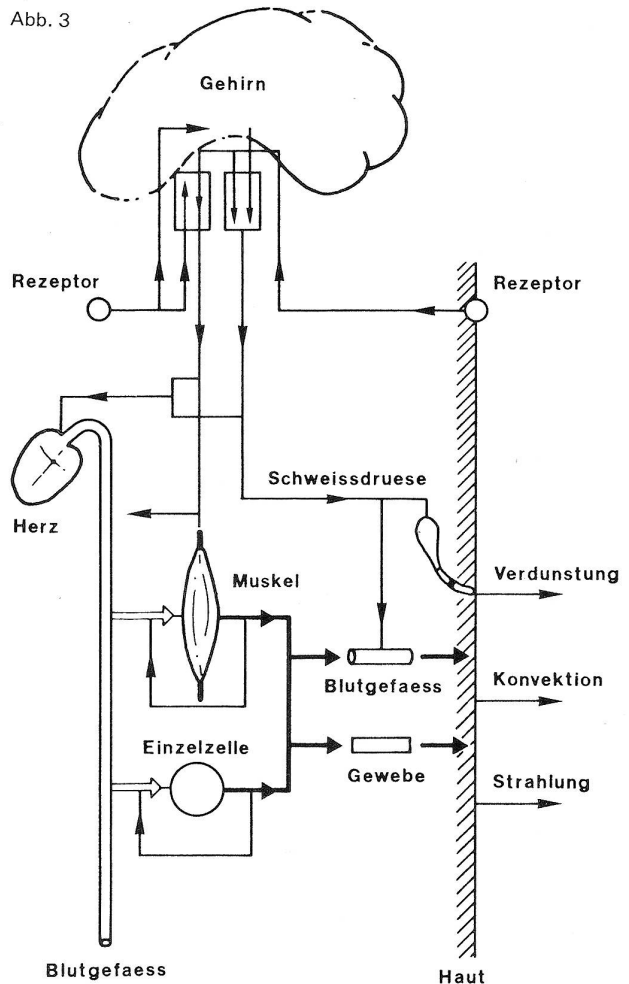 Abb. 3
Gehirn
Rezeptor
Rezeptor
Schweissdruese
Herz
Muskel
Verdunstung
Blutgefaess
Konvektion
Einzelzelle
Gewebe
Strahlung
Blutgefaess
Haut